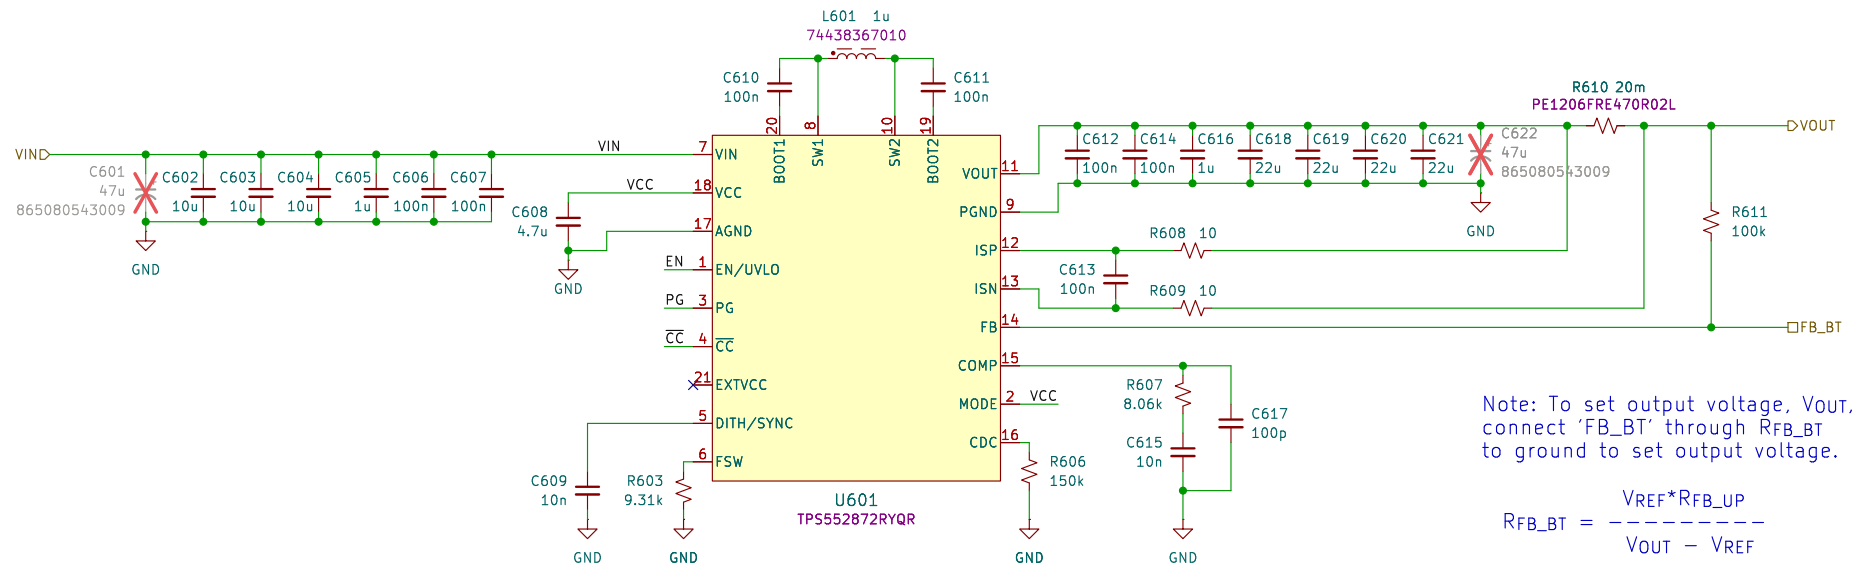 L601 1u
74438367010
C610
100n
C611
100n
R610 20m
PE1206FRE470R02L
VIN
VIN
VOUT
C601
47u
865080543009
C602
10u
C603
10u
C604
10u
C605
1u
C606
100n
C607
100n
GND
VCC
C608
4.7u
GND
EN
PG
CC
C609
10n
GND
R603
9.31k
GND
20
8
10
19
BOOT1
SW1
SW2
BOOT2
7 VIN
18 VCC
17 AGND
1 EN/UVLO
3 PG
4 CC
21 EXTVCC
5 DITH/SYNC
6 FSW
VOUT 11
PGND 9
ISP 12
ISN 13
FB 14
COMP 15
MODE 2
CDC 16
U601
TPS552872RYQR
C612
100n
C614
100n
C616
1u
C618
22u
C619
22u
C620
22u
C621
22u
C622
47u
865080543009
GND
R608 10
C613
100n
R609 10
R611
100k
FB_BT
VCC
R606
150k
GND
R607
8.06k
C615
10n
C617
100p
GND
Note: To set output voltage, VOUT,
connect 'FB_BT' through RFB_BT
to ground to set output voltage.
VREF*RFB_UP
RFB_BT = ---------
VOUT - VREF